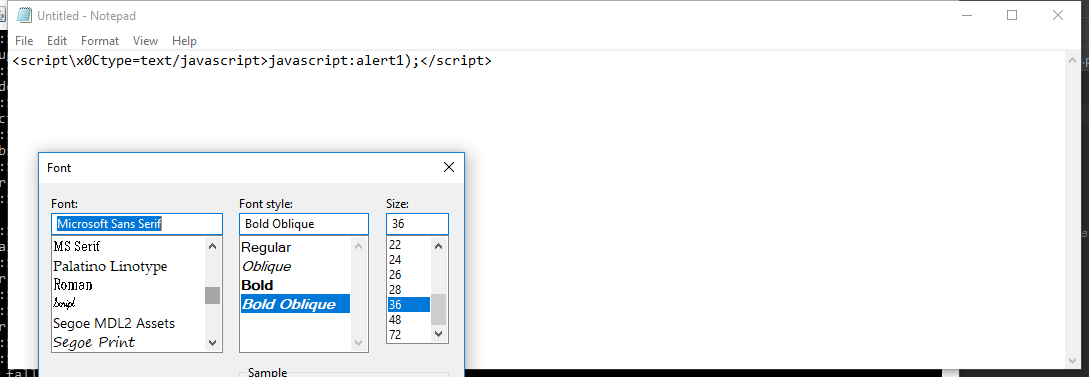 Untitled - Notepad
File Edit Format View Help
<script\x0Ctype=text/javascript>javascript:alert1);</script>
Font
Font: Font style: Size:
Microsoft Sans Serif Bold Oblique 36
MS Serif Regular 22
Palatino Linotype Oblique 24
Roman Bold 26
Script Bold Oblique 28
Segoe MDL2 Assets 36
Segoe Print 48
72
Sample